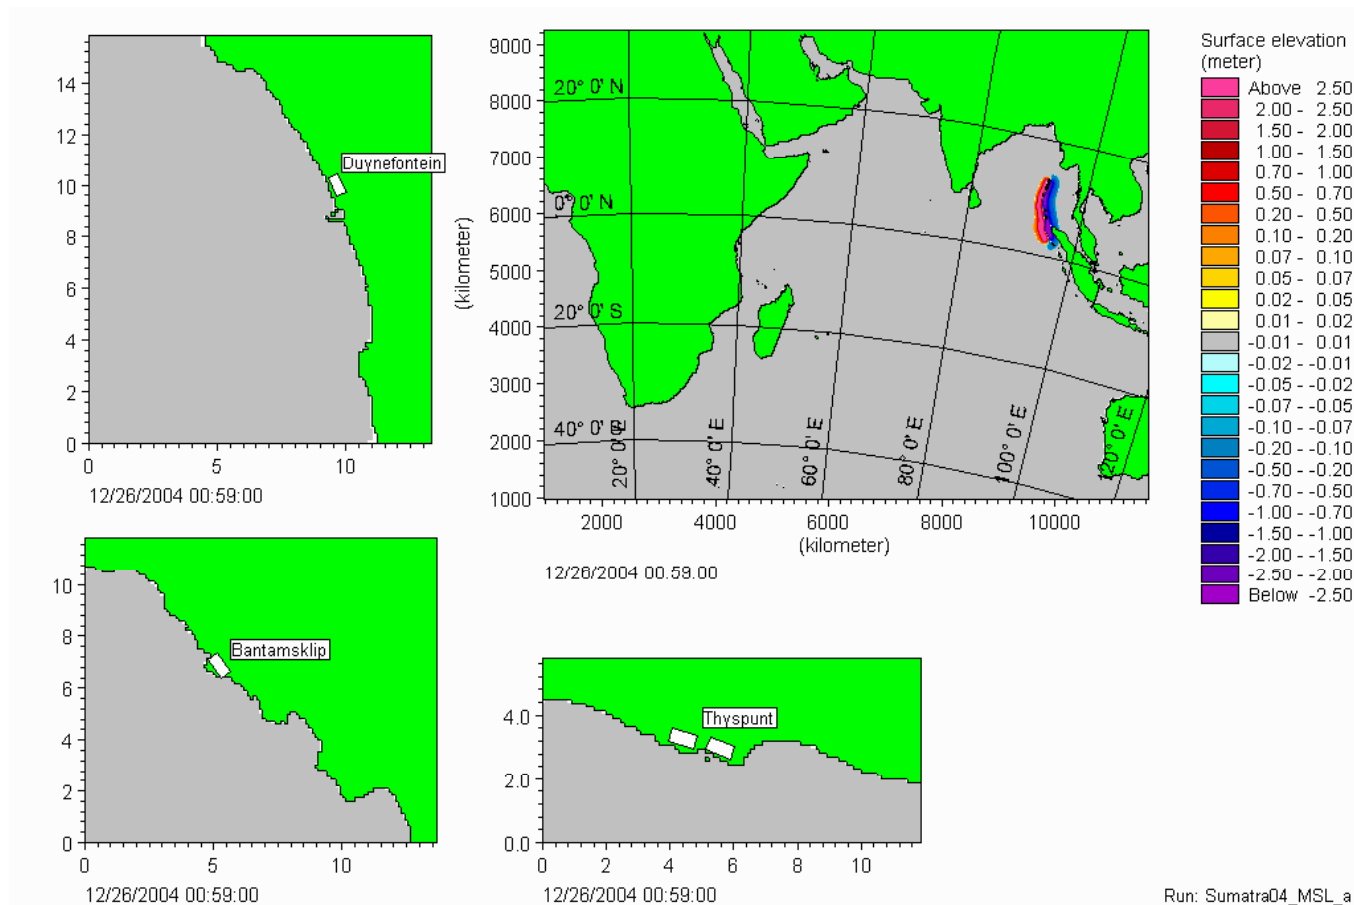 14
12
10
8
6
4
2
0
0
5
10
Duynefontein
12/26/2004 00:59:00
9000
8000
7000
6000
5000
4000
3000
2000
1000
(kilometer)
20° 0' N
0° 0' N
20° 0' S
40° 0' S
20° 0' E
40° 0' E
60° 0' E
80° 0' E
100° 0' E
120° 0' E
2000
4000
6000
8000
10000
(kilometer)
12/26/2004 00:59:00
Surface elevation
(meter)
Above 2.50
2.00 - 2.50
1.50 - 2.00
1.00 - 1.50
0.70 - 1.00
0.50 - 0.70
0.20 - 0.50
0.10 - 0.20
0.07 - 0.10
0.05 - 0.07
0.02 - 0.05
0.01 - 0.02
-0.01 - 0.01
-0.02 - -0.01
-0.05 - -0.02
-0.07 - -0.05
-0.10 - -0.07
-0.20 - -0.10
-0.50 - -0.20
-0.70 - -0.50
-1.00 - -0.70
-1.50 - -1.00
-2.00 - -1.50
-2.50 - -2.00
Below -2.50
10
8
6
4
2
0
0
5
10
Bantamsklip
12/26/2004 00:59:00
4.0
2.0
0.0
0
2
4
6
8
10
Thyspunt
12/26/2004 00:59:00
Run: Sumatra04_MSL_a